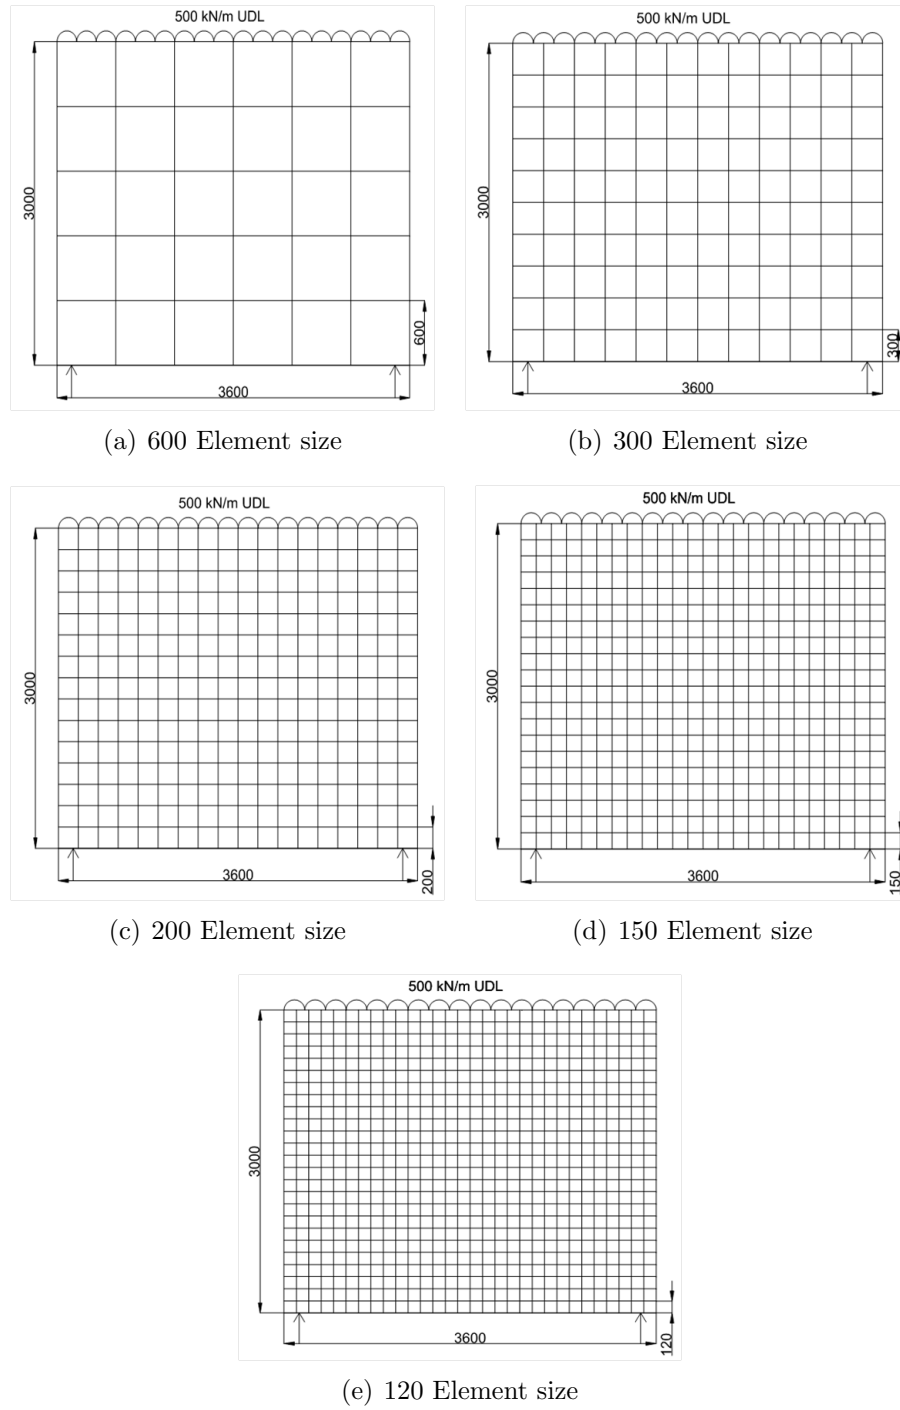 500 kN/m UDL
3000
600
3600
(a) 600 Element size
500 kN/m UDL
3000
300
3600
(b) 300 Element size
500 kN/m UDL
3000
3600
200
(c) 200 Element size
500 kN/m UDL
3000
3600
150
(d) 150 Element size
500 kN/m UDL
3000
3600
120
(e) 120 Element size